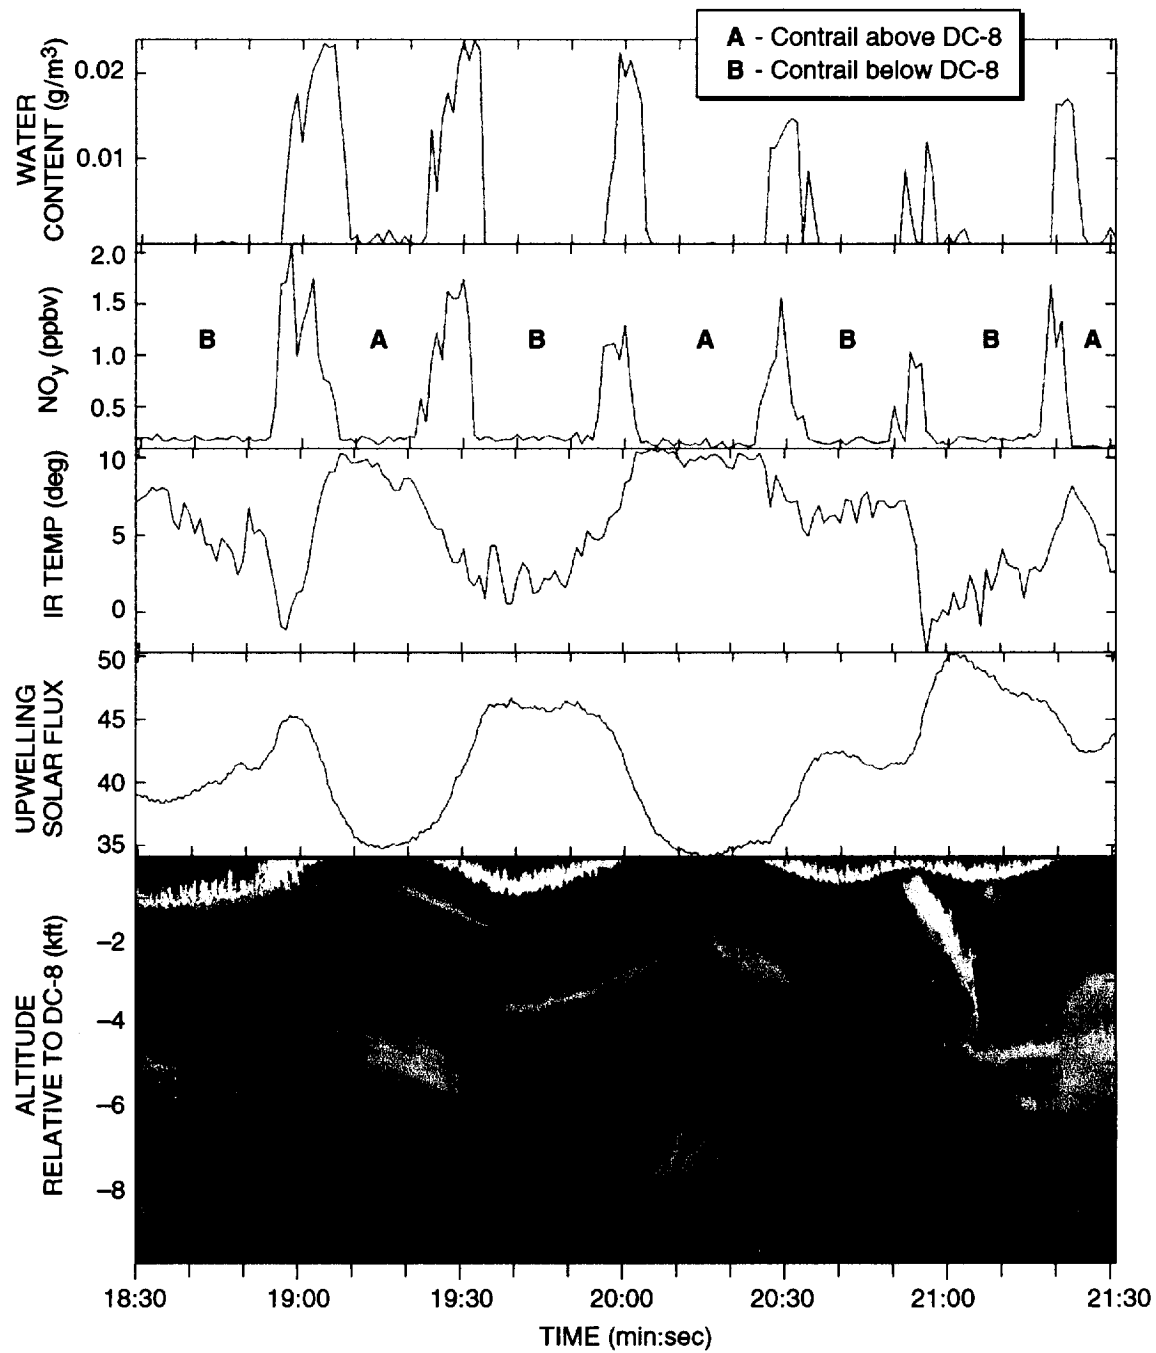 A - Contrail above DC-8
B - Contrail below DC-8
WATER
CONTENT (g/m³)
0.02
0.01
NOy (ppbv)
2.0
1.5
1.0
0.5
B
A
B
A
B
B
A
IR TEMP (deg)
10
5
0
UPWELLING
SOLAR FLUX
50
45
40
35
ALTITUDE
RELATIVE TO DC-8 (kft)
–2
–4
–6
–8
18:30 19:00 19:30 20:00 20:30 21:00 21:30
TIME (min:sec)